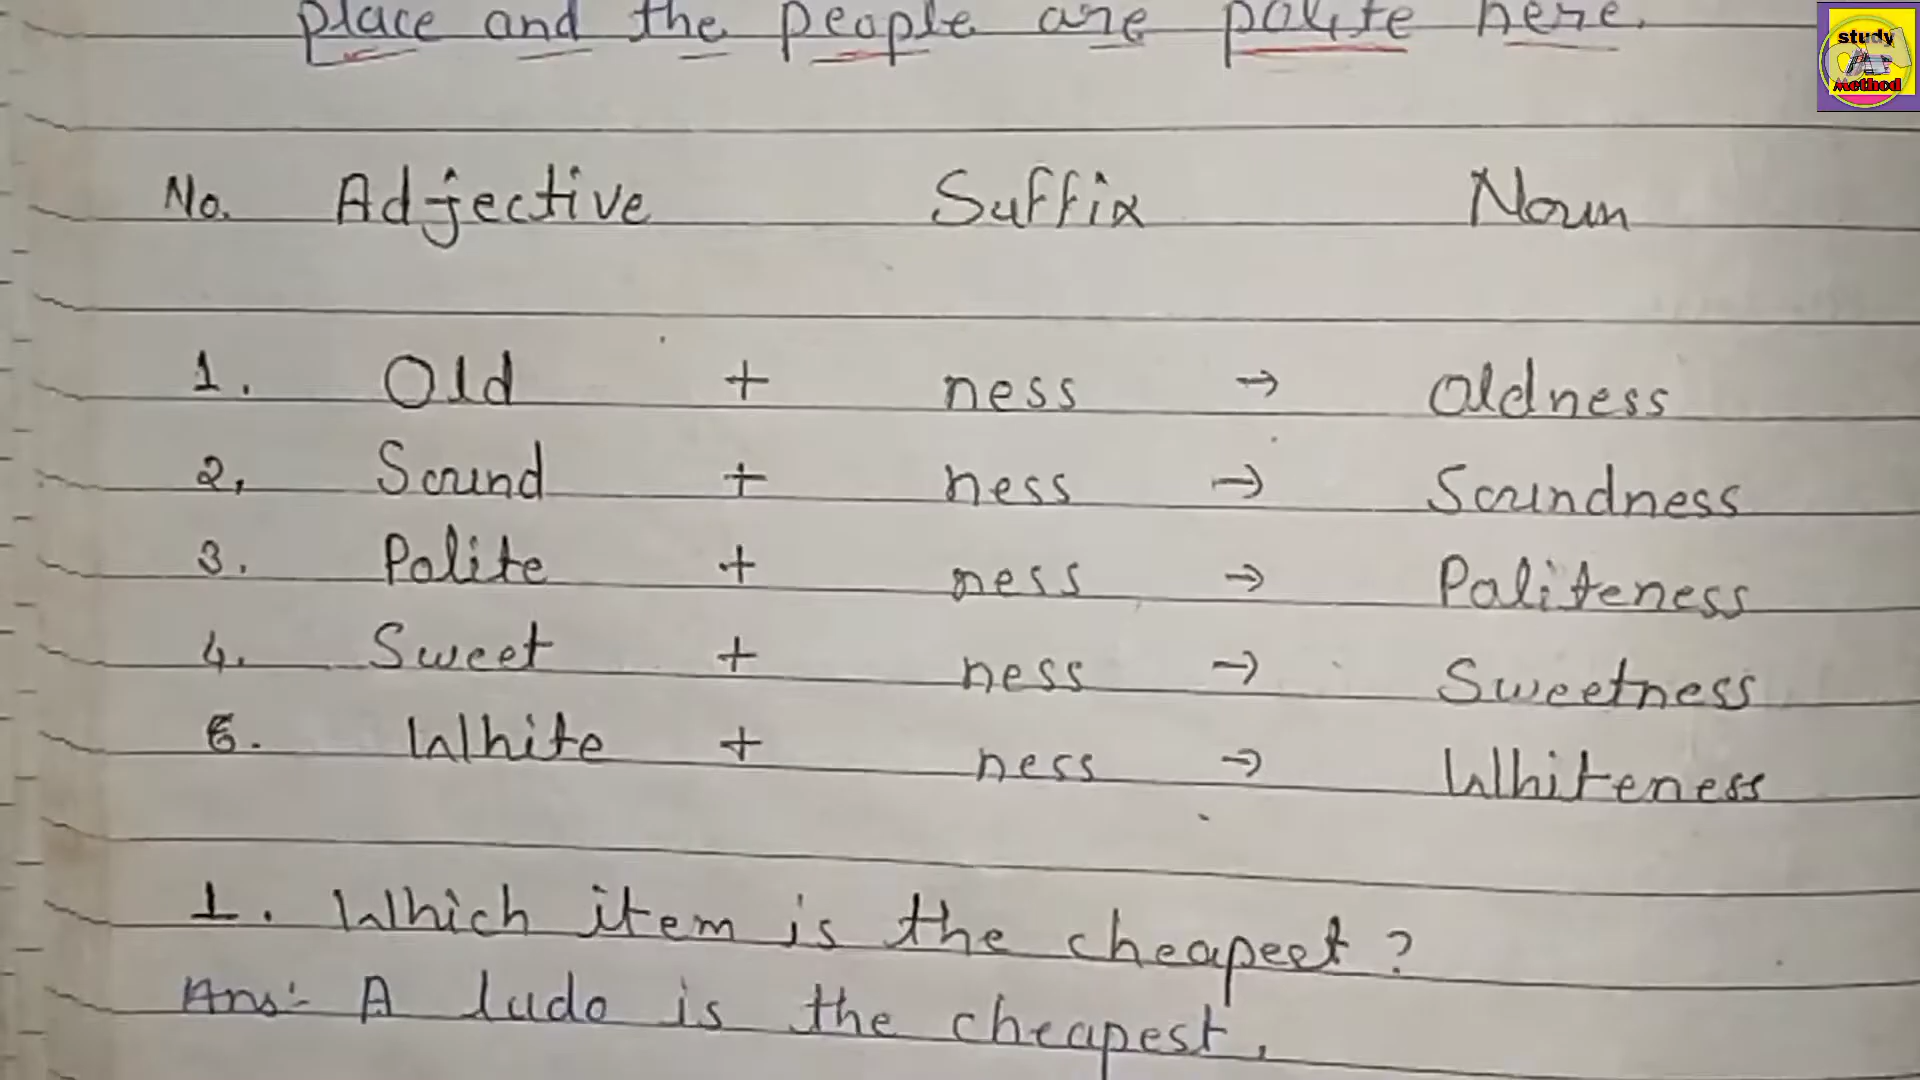 place and the people are polite here.
study
Method
No. Adjective Suffix Noun
1. Old + ness → Oldness
2. Sound + ness → Soundness
3. Polite + ness → Politeness
4. Sweet + ness → Sweetness
5. White + ness → Whiteness
1. Which item is the cheapest?
Ans:- A ludo is the cheapest.